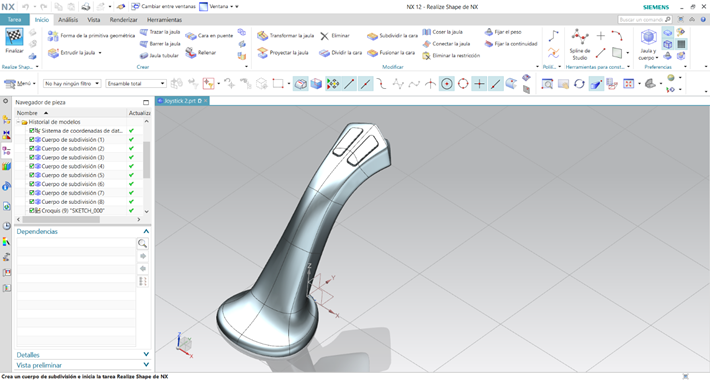 NX
Cambiar entre ventanas
Ventana
NX 12 - Realize Shape de NX
SIEMENS
Tarea
Inicio
Análisis
Vista
Renderizar
Herramientas
Buscar un comando
Finalizar
Forma de la primitiva geométrica
Extrudir la jaula
Trazar la jaula
Barrer la jaula
Jaula tubular
Cara en puente
Rellenar
Transformar la jaula
Proyectar la jaula
Eliminar
Dividir la cara
Subdividir la cara
Fusionar la cara
Coser la jaula
Conectar la jaula
Eliminar la restricción
Fijar el peso
Fijar la continuidad
Spline de Studio
Jaula y cuerpo
Realize Shap...
Crear
Modificar
Polilí...
Herramientas para const...
Preferencias
Menú
No hay ningún filtro
Ensamble total
Navegador de pieza
Joystick 2.prt
Nombre
Actualiza
Historial de modelos
Sistema de coordenadas de dat...
Cuerpo de subdivisión (1)
Cuerpo de subdivisión (2)
Cuerpo de subdivisión (3)
Cuerpo de subdivisión (4)
Cuerpo de subdivisión (5)
Cuerpo de subdivisión (6)
Cuerpo de subdivisión (7)
Cuerpo de subdivisión (8)
Croquis (9) "SKETCH_000"
Dependencias
Z
Y
X
Z
X
Detalles
Vista preliminar
Crea un cuerpo de subdivisión e inicia la tarea Realize Shape de NX